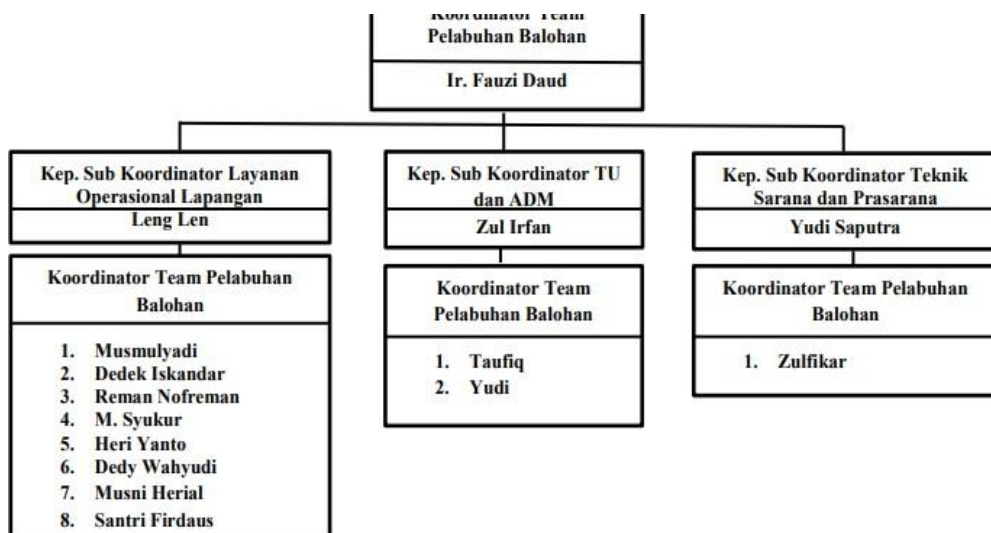 Koordinator Team
Pelabuhan Balohan
Ir. Fauzi Daud
Kep. Sub Koordinator Layanan
Operasional Lapangan
Leng Len
Kep. Sub Koordinator TU
dan ADM
Zul Irfan
Kep. Sub Koordinator Teknik
Sarana dan Prasarana
Yudi Saputra
Koordinator Team Pelabuhan
Balohan
1. Musmulyadi
2. Dedek Iskandar
3. Reman Nofreman
4. M. Syukur
5. Heri Yanto
6. Dedy Wahyudi
7. Musni Herial
8. Santri Firdaus
Koordinator Team
Pelabuhan Balohan
1. Taufiq
2. Yudi
Koordinator Team Pelabuhan
Balohan
1. Zulfikar